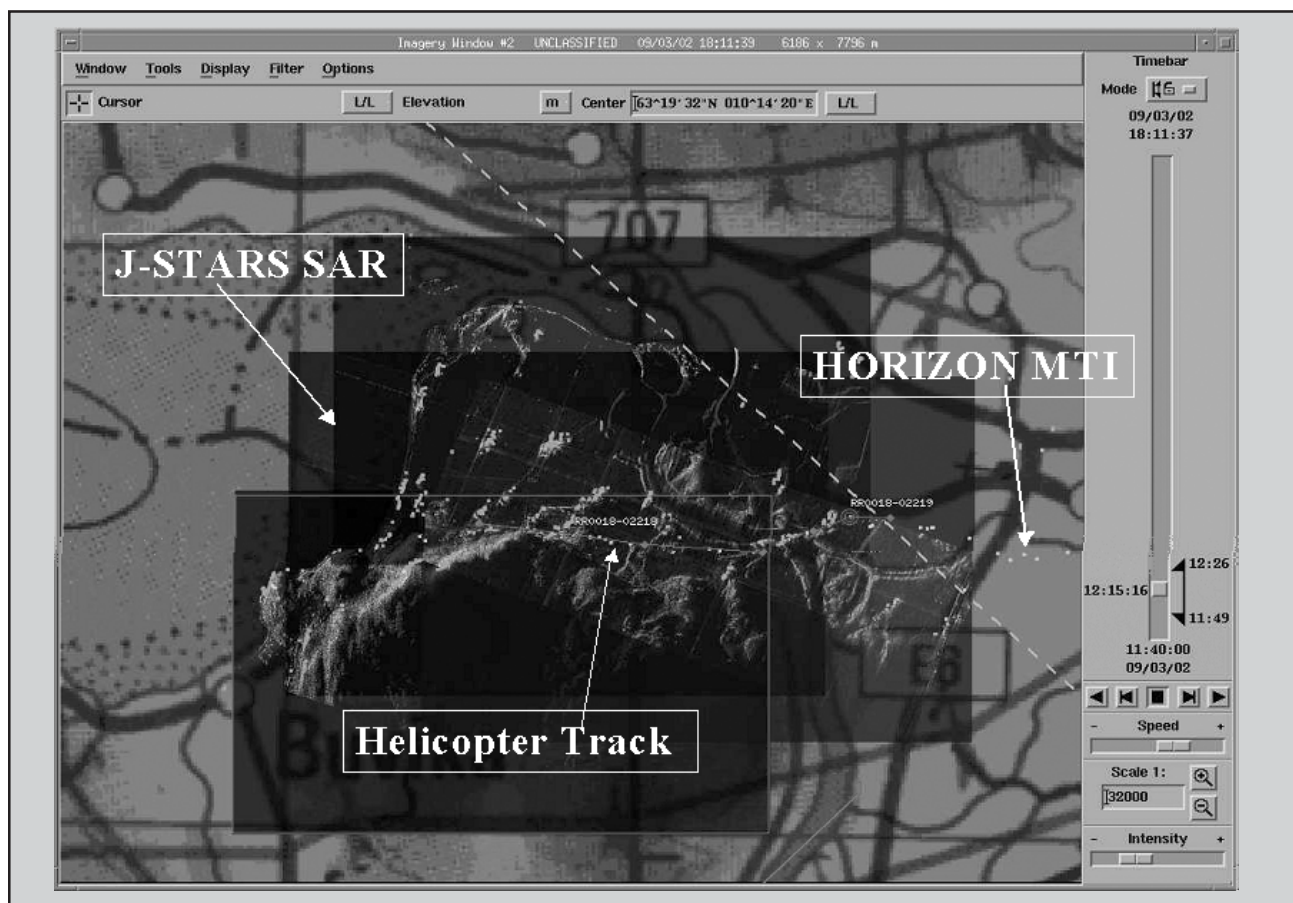 Imagery Window #2 UNCLASSIFIED 09/03/02 18:11:39 6186 x 7796 m
Window Tools Display Filter Options
Cursor L/L Elevation m Center 63^19'32"N 010^14'20"E L/L
Timebar
Mode
09/03/02
18:11:37
707
J-STARS SAR
HORIZON MTI
RR0018-02219
RR0018-02218
12:26
12:15:16
11:49
11:40:00
09/03/02
E6
Helicopter Track
- Speed +
Scale 1:
32000
- Intensity +